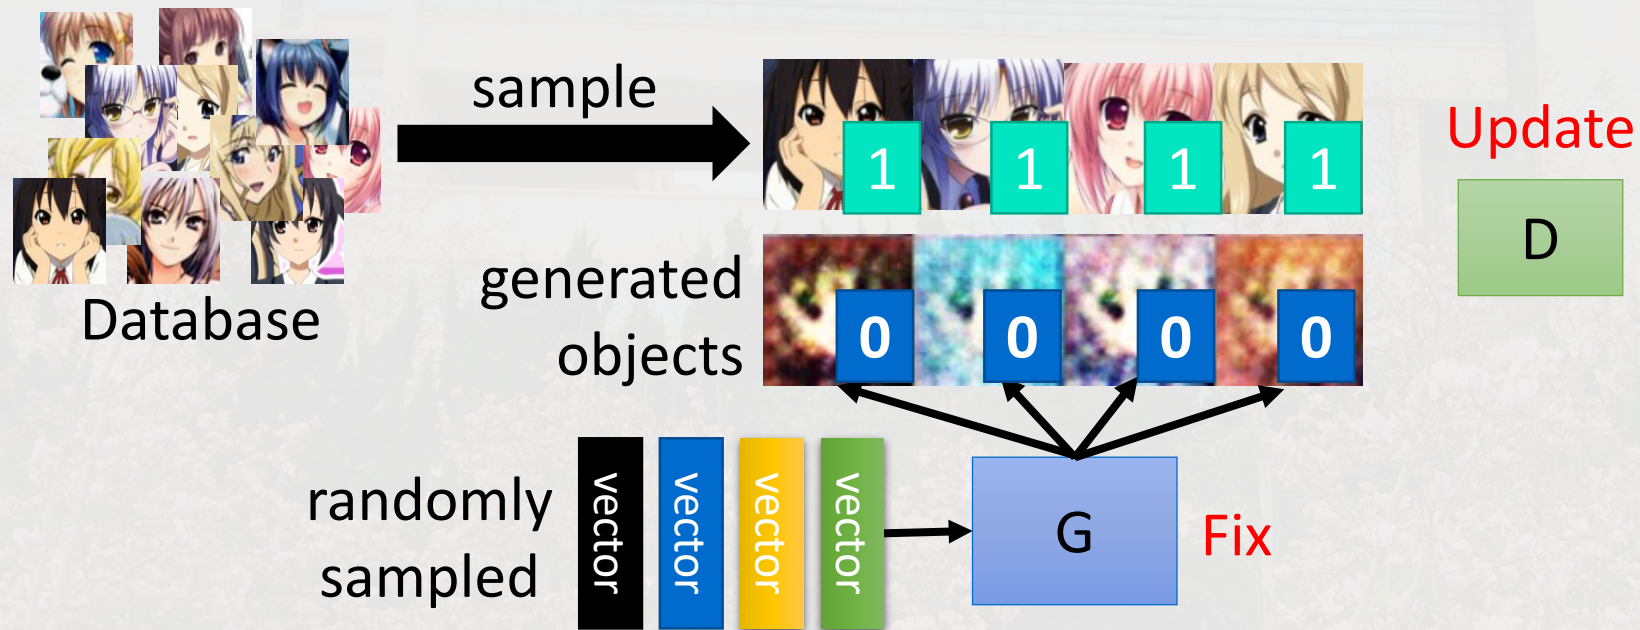 sample
Update
1 1 1 1
D
Database
generated
objects
0 0 0 0
randomly
sampled
vector
vector
vector
vector
G
Fix